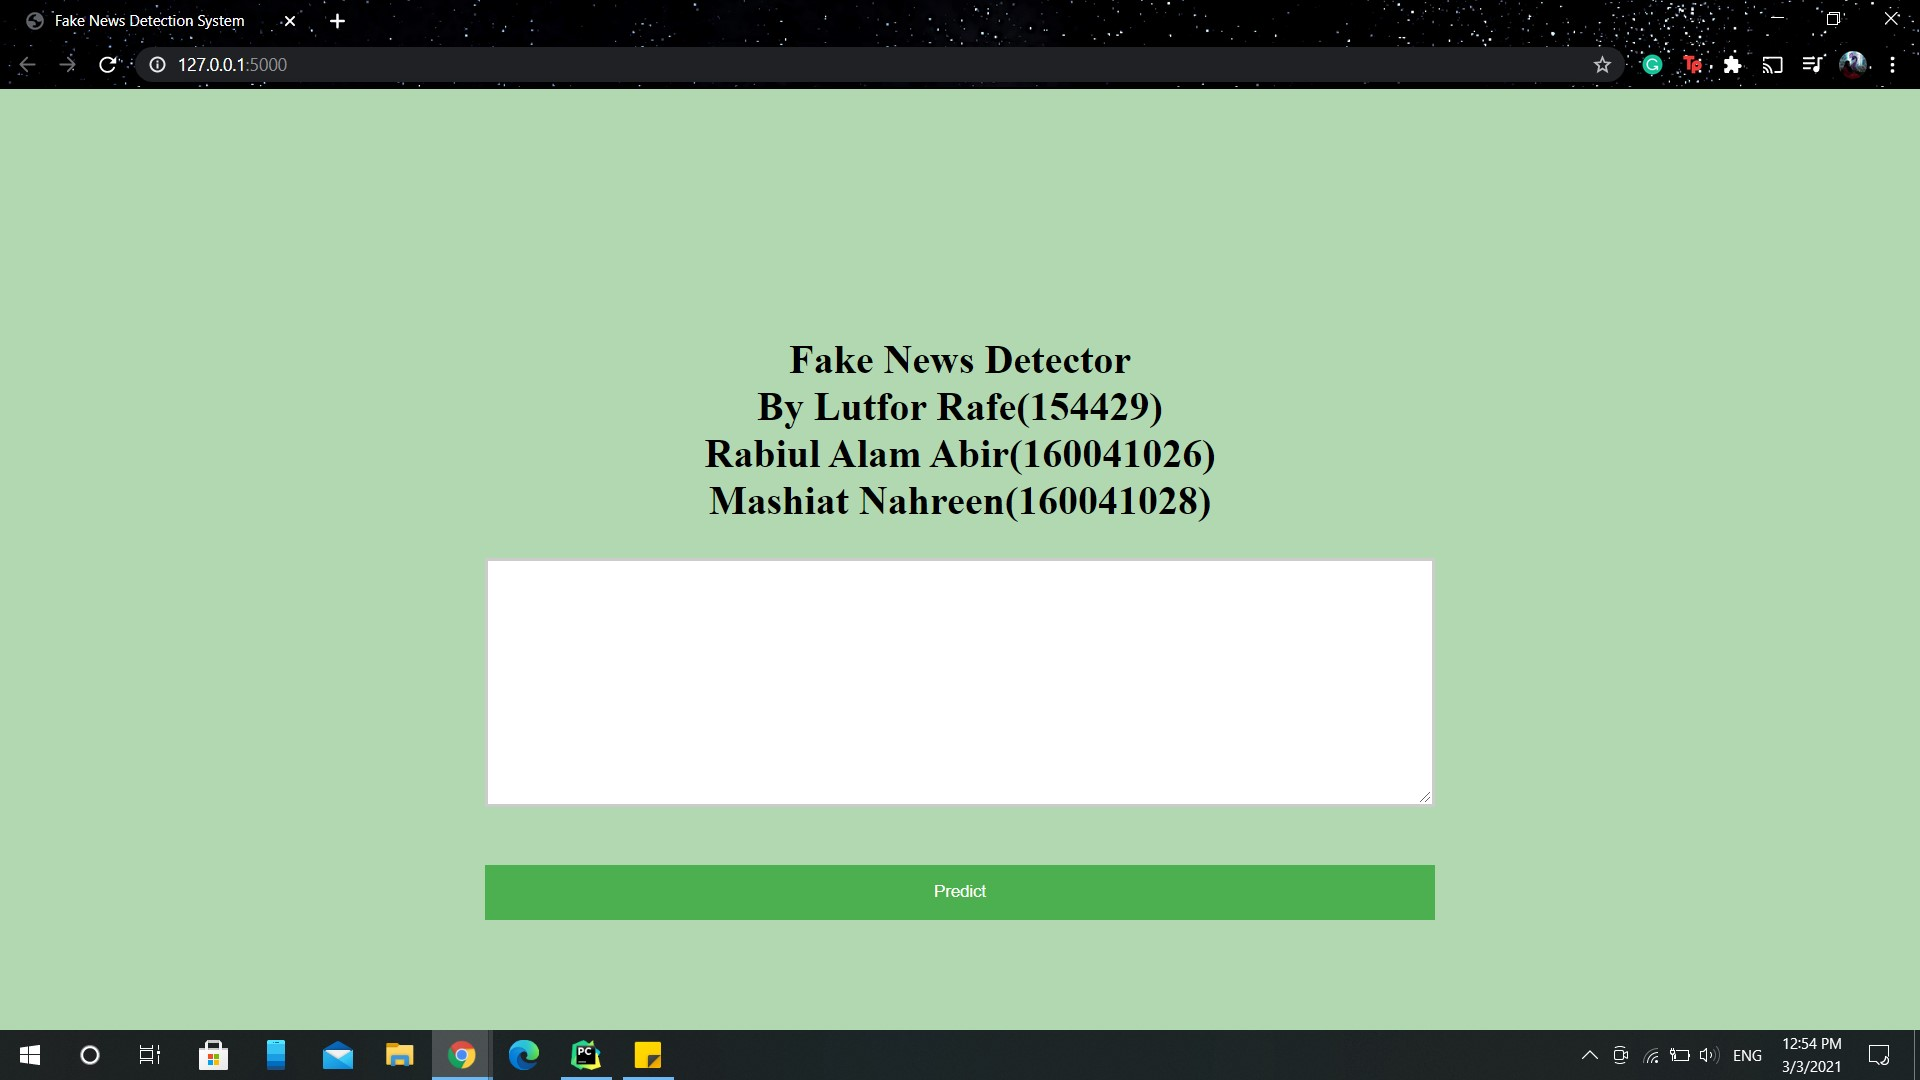 Fake News Detection System
127.0.0.1:5000
Fake News Detector
By Lutfor Rafe(154429)
Rabiul Alam Abir(160041026)
Mashiat Nahreen(160041028)
Predict
PC
ENG
12:54 PM
3/3/2021